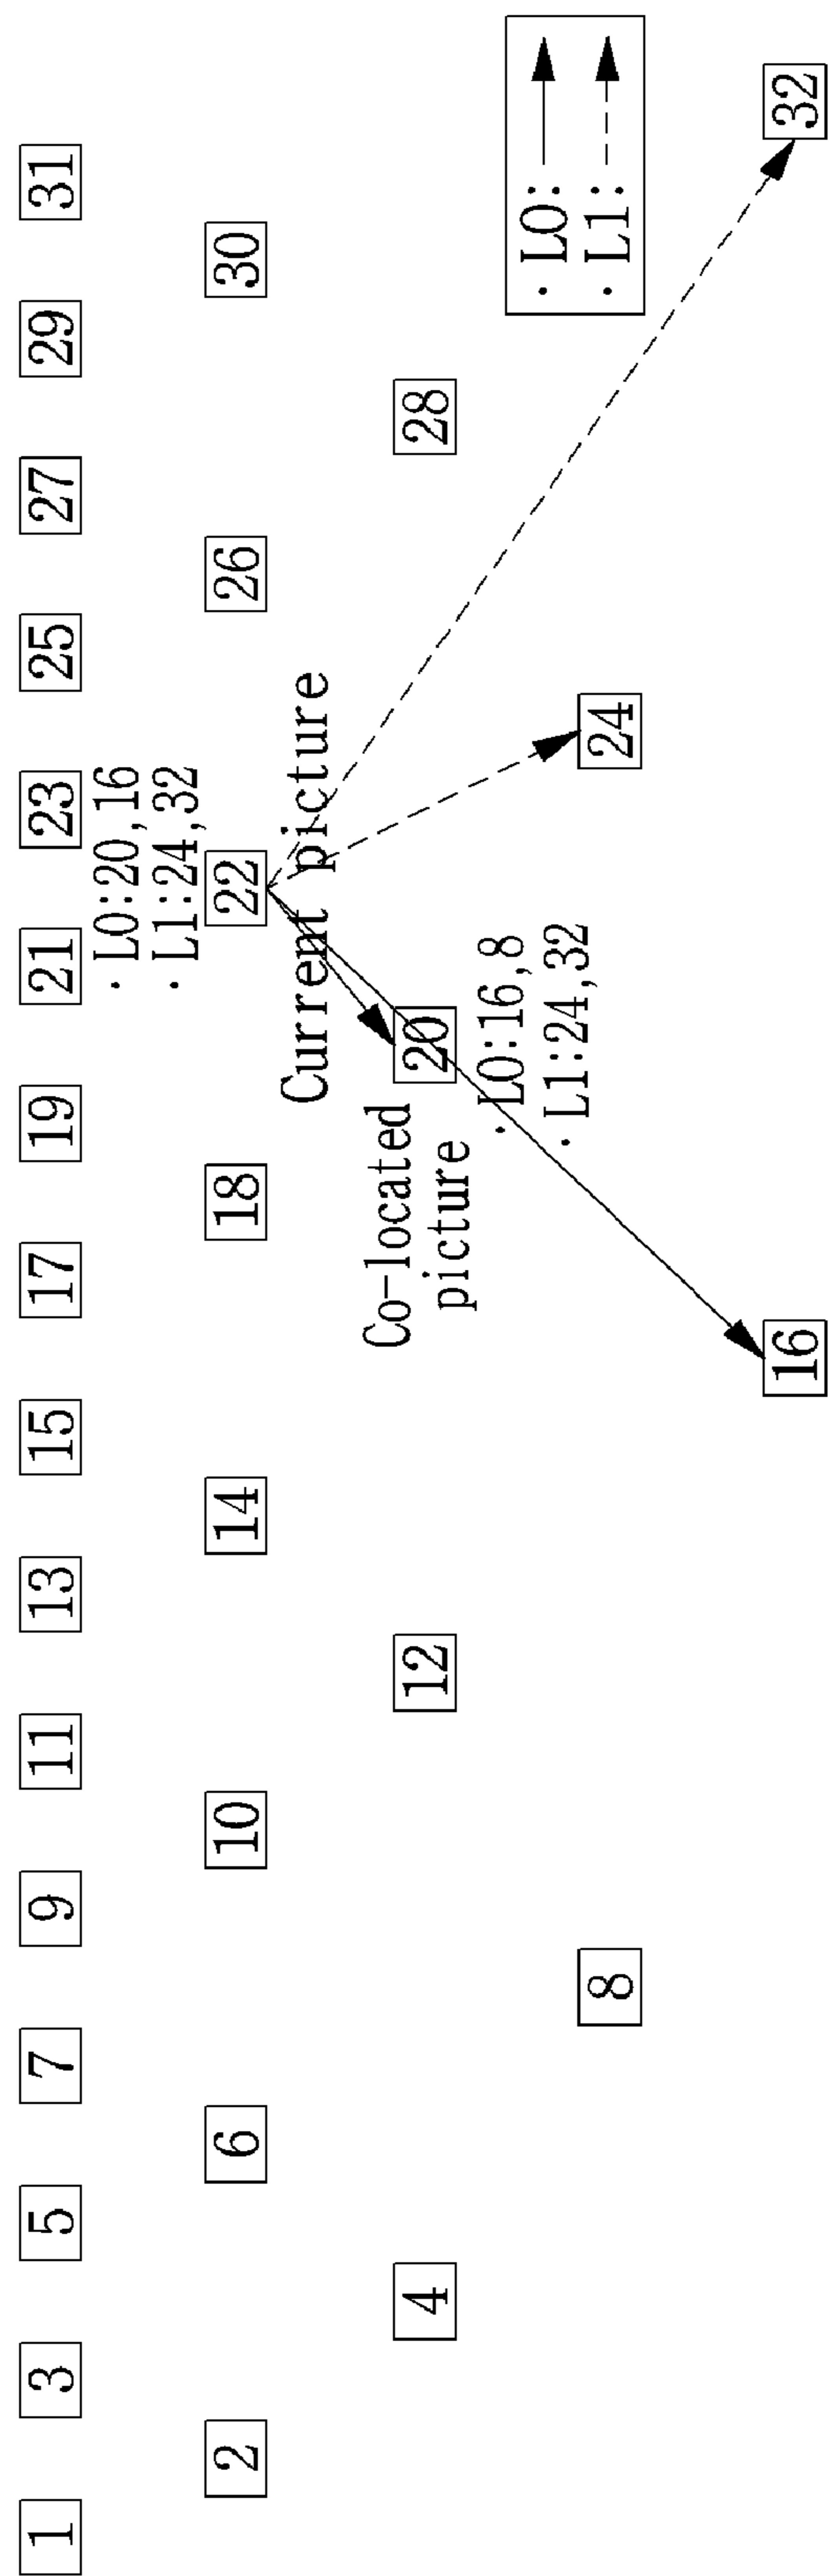 1 3 5 7 9 11 13 15 17 19 21 23 25 27 29 31
· L0:20,16
· L1:24,32
2 6 10 14 18 22 26 30
Current picture
4 12 20 28
Co-located
picture
· L0:16,8
· L1:24,32
· L0:
· L1:
8 24
16 32